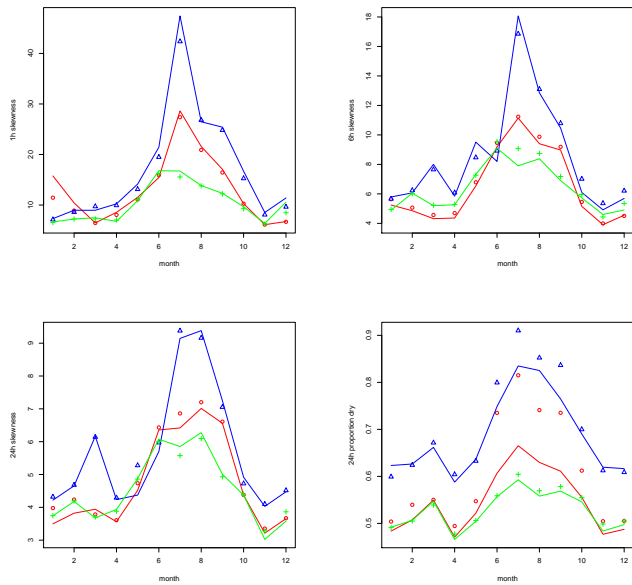 1h skewness
10 20 30 40
2 4 6 8 10 12
month
6h skewness
4 6 8 10 12 14 16 18
2 4 6 8 10 12
month
24h skewness
3 4 5 6 7 8 9
2 4 6 8 10 12
month
24h proportion dry
0.5 0.6 0.7 0.8 0.9
2 4 6 8 10 12
month